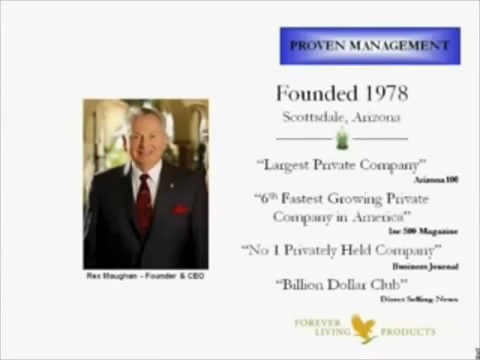 PROVEN MANAGEMENT
Founded 1978
Scottsdale, Arizona
"Largest Private Company"
Arizona 100
"6th Fastest Growing Private
Company in America"
Inc 500 Magazine
"No 1 Privately Held Company"
Business Journal
"Billion Dollar Club"
Direct Selling News
Rex Maughan - Founder & CEO
FOREVER
LIVING PRODUCTS